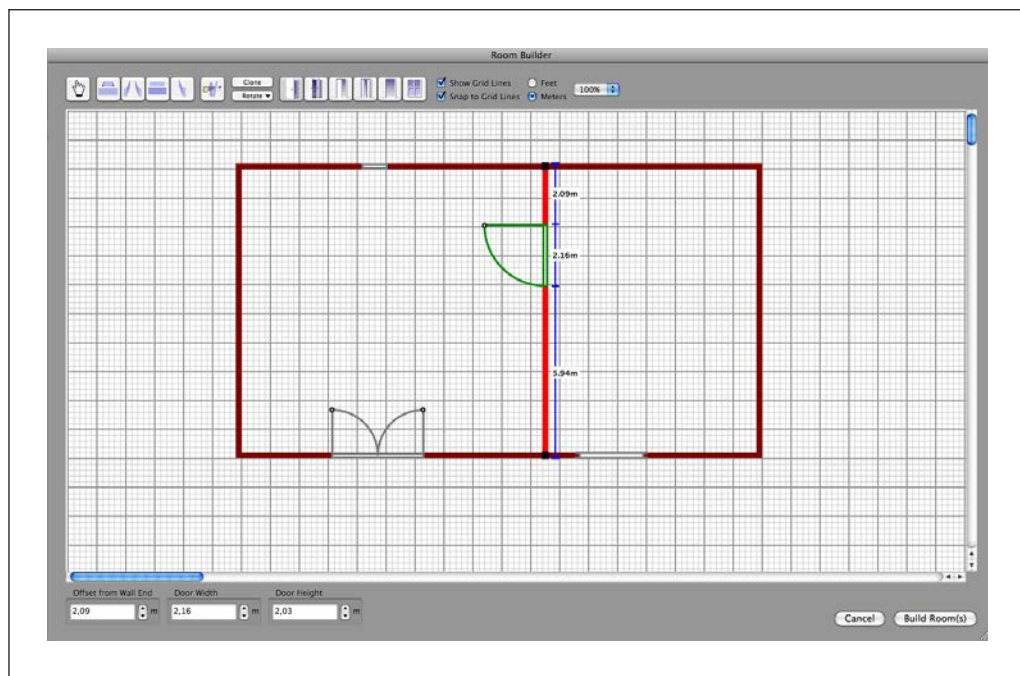 Room Builder
Clone
Rotate
Show Grid Lines
Snap to Grid Lines
Feet
Meters
100%
2.09m
2.16m
5.94m
Offset from Wall End
Door Width
Door Height
2,09 m
2,16 m
2,03 m
Cancel
Build Room(s)